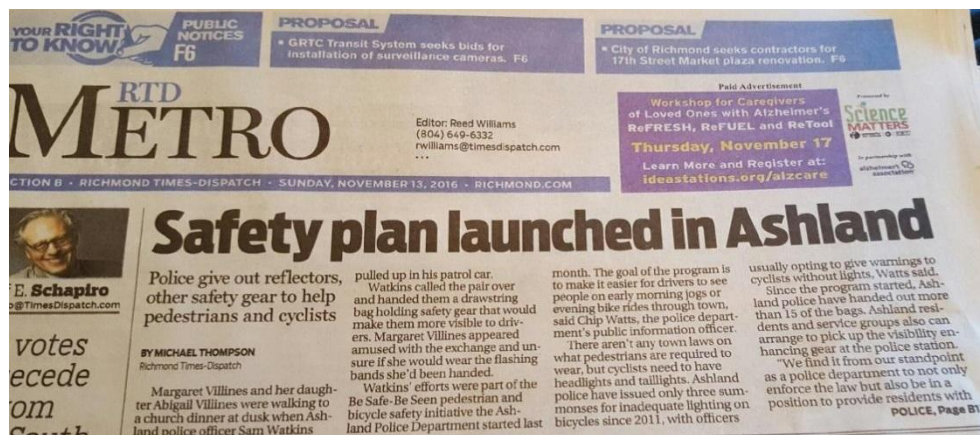 YOUR RIGHT
TO KNOW
PUBLIC
NOTICES
F6
PROPOSAL
▪ GRTC Transit System seeks bids for
installation of surveillance cameras. F6
PROPOSAL
▪ City of Richmond seeks contractors for
17th Street Market plaza renovation. F6
RTD
METRO
Editor: Reed Williams
(804) 649-6332
rwilliams@timesdispatch.com
...
Paid Advertisement
Workshop for Caregivers
of Loved Ones with Alzheimer's
ReFRESH, ReFUEL and ReTool
Thursday, November 17
Learn More and Register at:
ideastations.org/alzcare
Powered by
Science
MATTERS
In partnership with
alzheimer's
association
CTION B • RICHMOND TIMES-DISPATCH • SUNDAY, NOVEMBER 13, 2016 • RICHMOND.COM
E. Schapiro
@TimesDispatch.com
votes
ecede
om
South
Safety plan launched in Ashland
Police give out reflectors,
other safety gear to help
pedestrians and cyclists
BY MICHAEL THOMPSON
Richmond Times-Dispatch
Margaret Villines and her daugh-
ter Abigail Villines were walking to
a church dinner at dusk when Ash-
land police officer Sam Watkins
pulled up in his patrol car.
Watkins called the pair over
and handed them a drawstring
bag holding safety gear that would
make them more visible to driv-
ers. Margaret Villines appeared
amused with the exchange and un-
sure if she would wear the flashing
bands she'd been handed.
Watkins' efforts were part of the
Be Safe-Be Seen pedestrian and
bicycle safety initiative the Ash-
land Police Department started last
month. The goal of the program is
to make it easier for drivers to see
people on early morning jogs or
evening bike rides through town,
said Chip Watts, the police depart-
ment's public information officer.
There aren't any town laws on
what pedestrians are required to
wear, but cyclists need to have
headlights and taillights. Ashland
police have issued only three sum-
monses for inadequate lighting on
bicycles since 2011, with officers
usually opting to give warnings to
cyclists without lights, Watts said.
Since the program started, Ash-
land police have handed out more
than 15 of the bags. Ashland resi-
dents and service groups also can
arrange to pick up the visibility en-
hancing gear at the police station.
"We find it from our standpoint
as a police department to not only
enforce the law but also be in a
position to provide residents with
POLICE, Page B